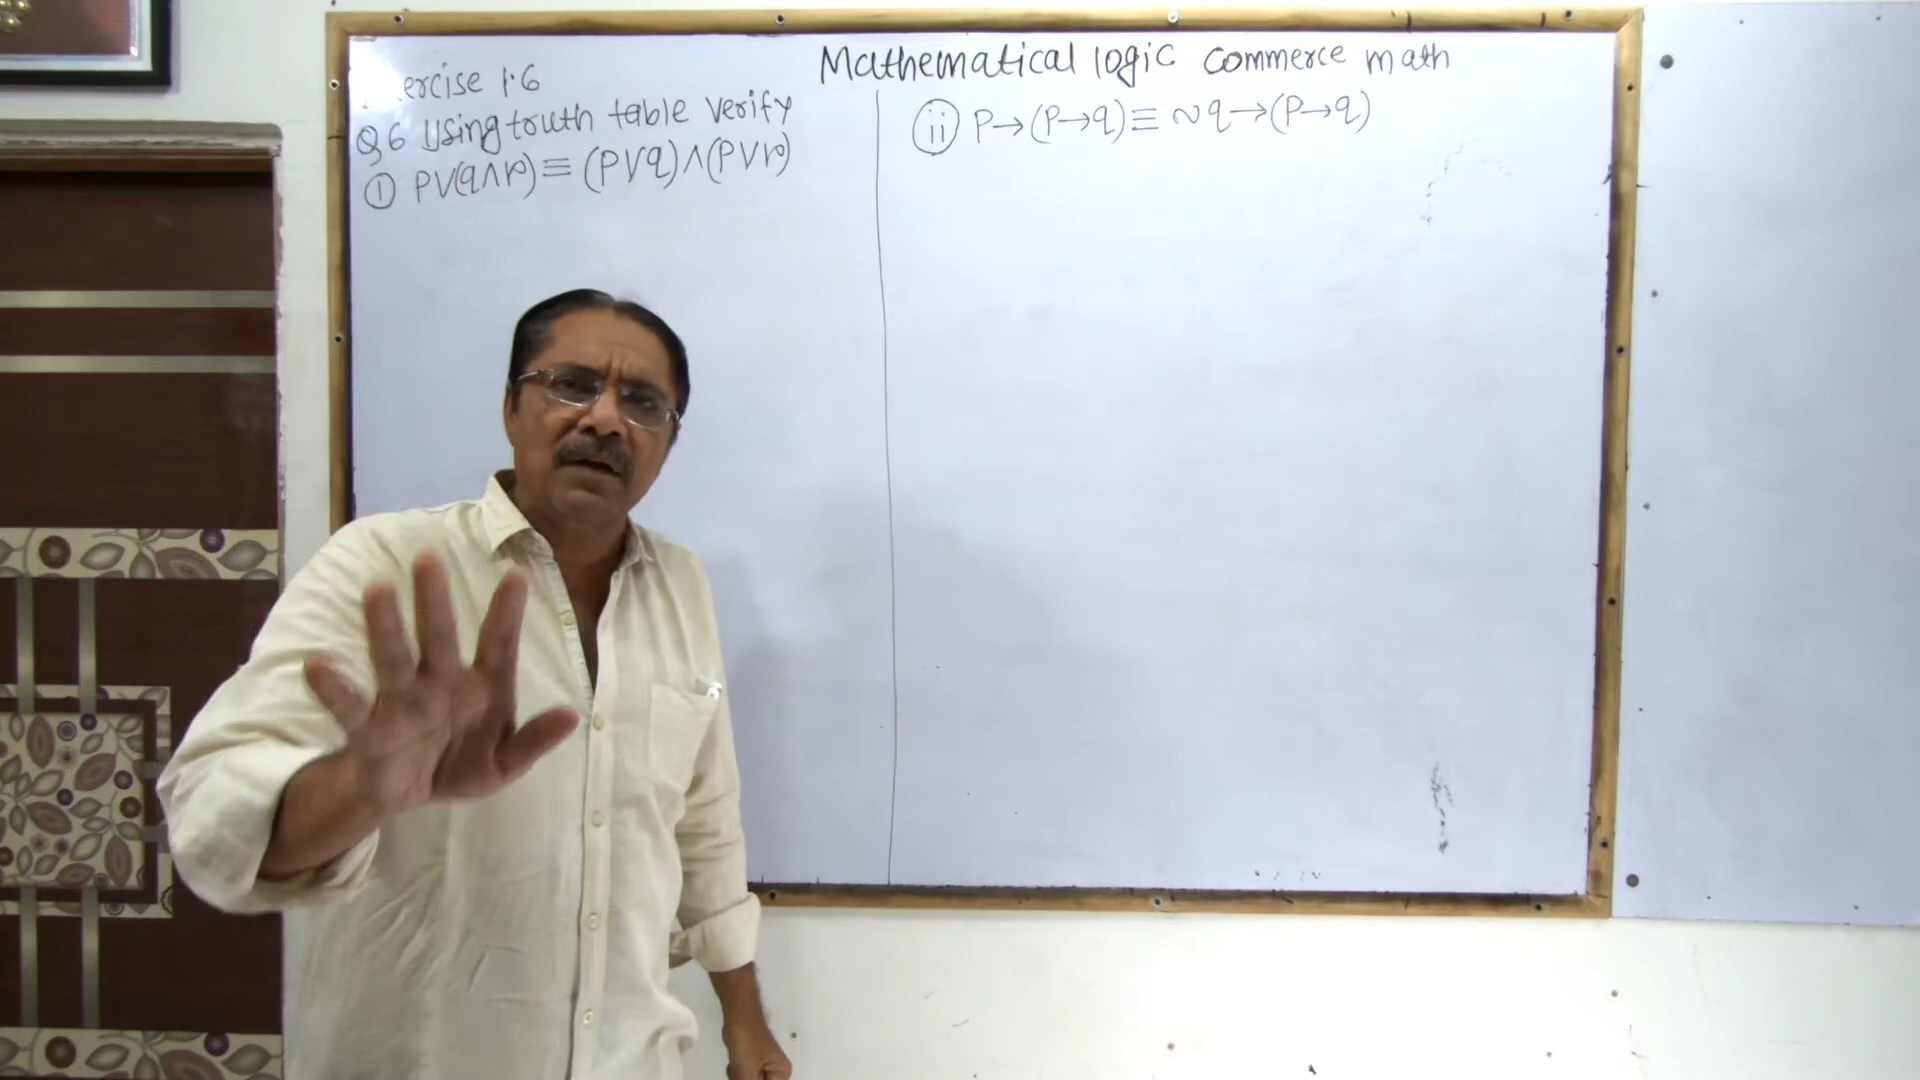 Mathematical logic commerce math
ercise 1.6
Q6 Using truth table verify
① p∨(q∧r)≡(p∨q)∧(p∨r)
ⓘⓘ p→(p→q)≡~q→(p→q)